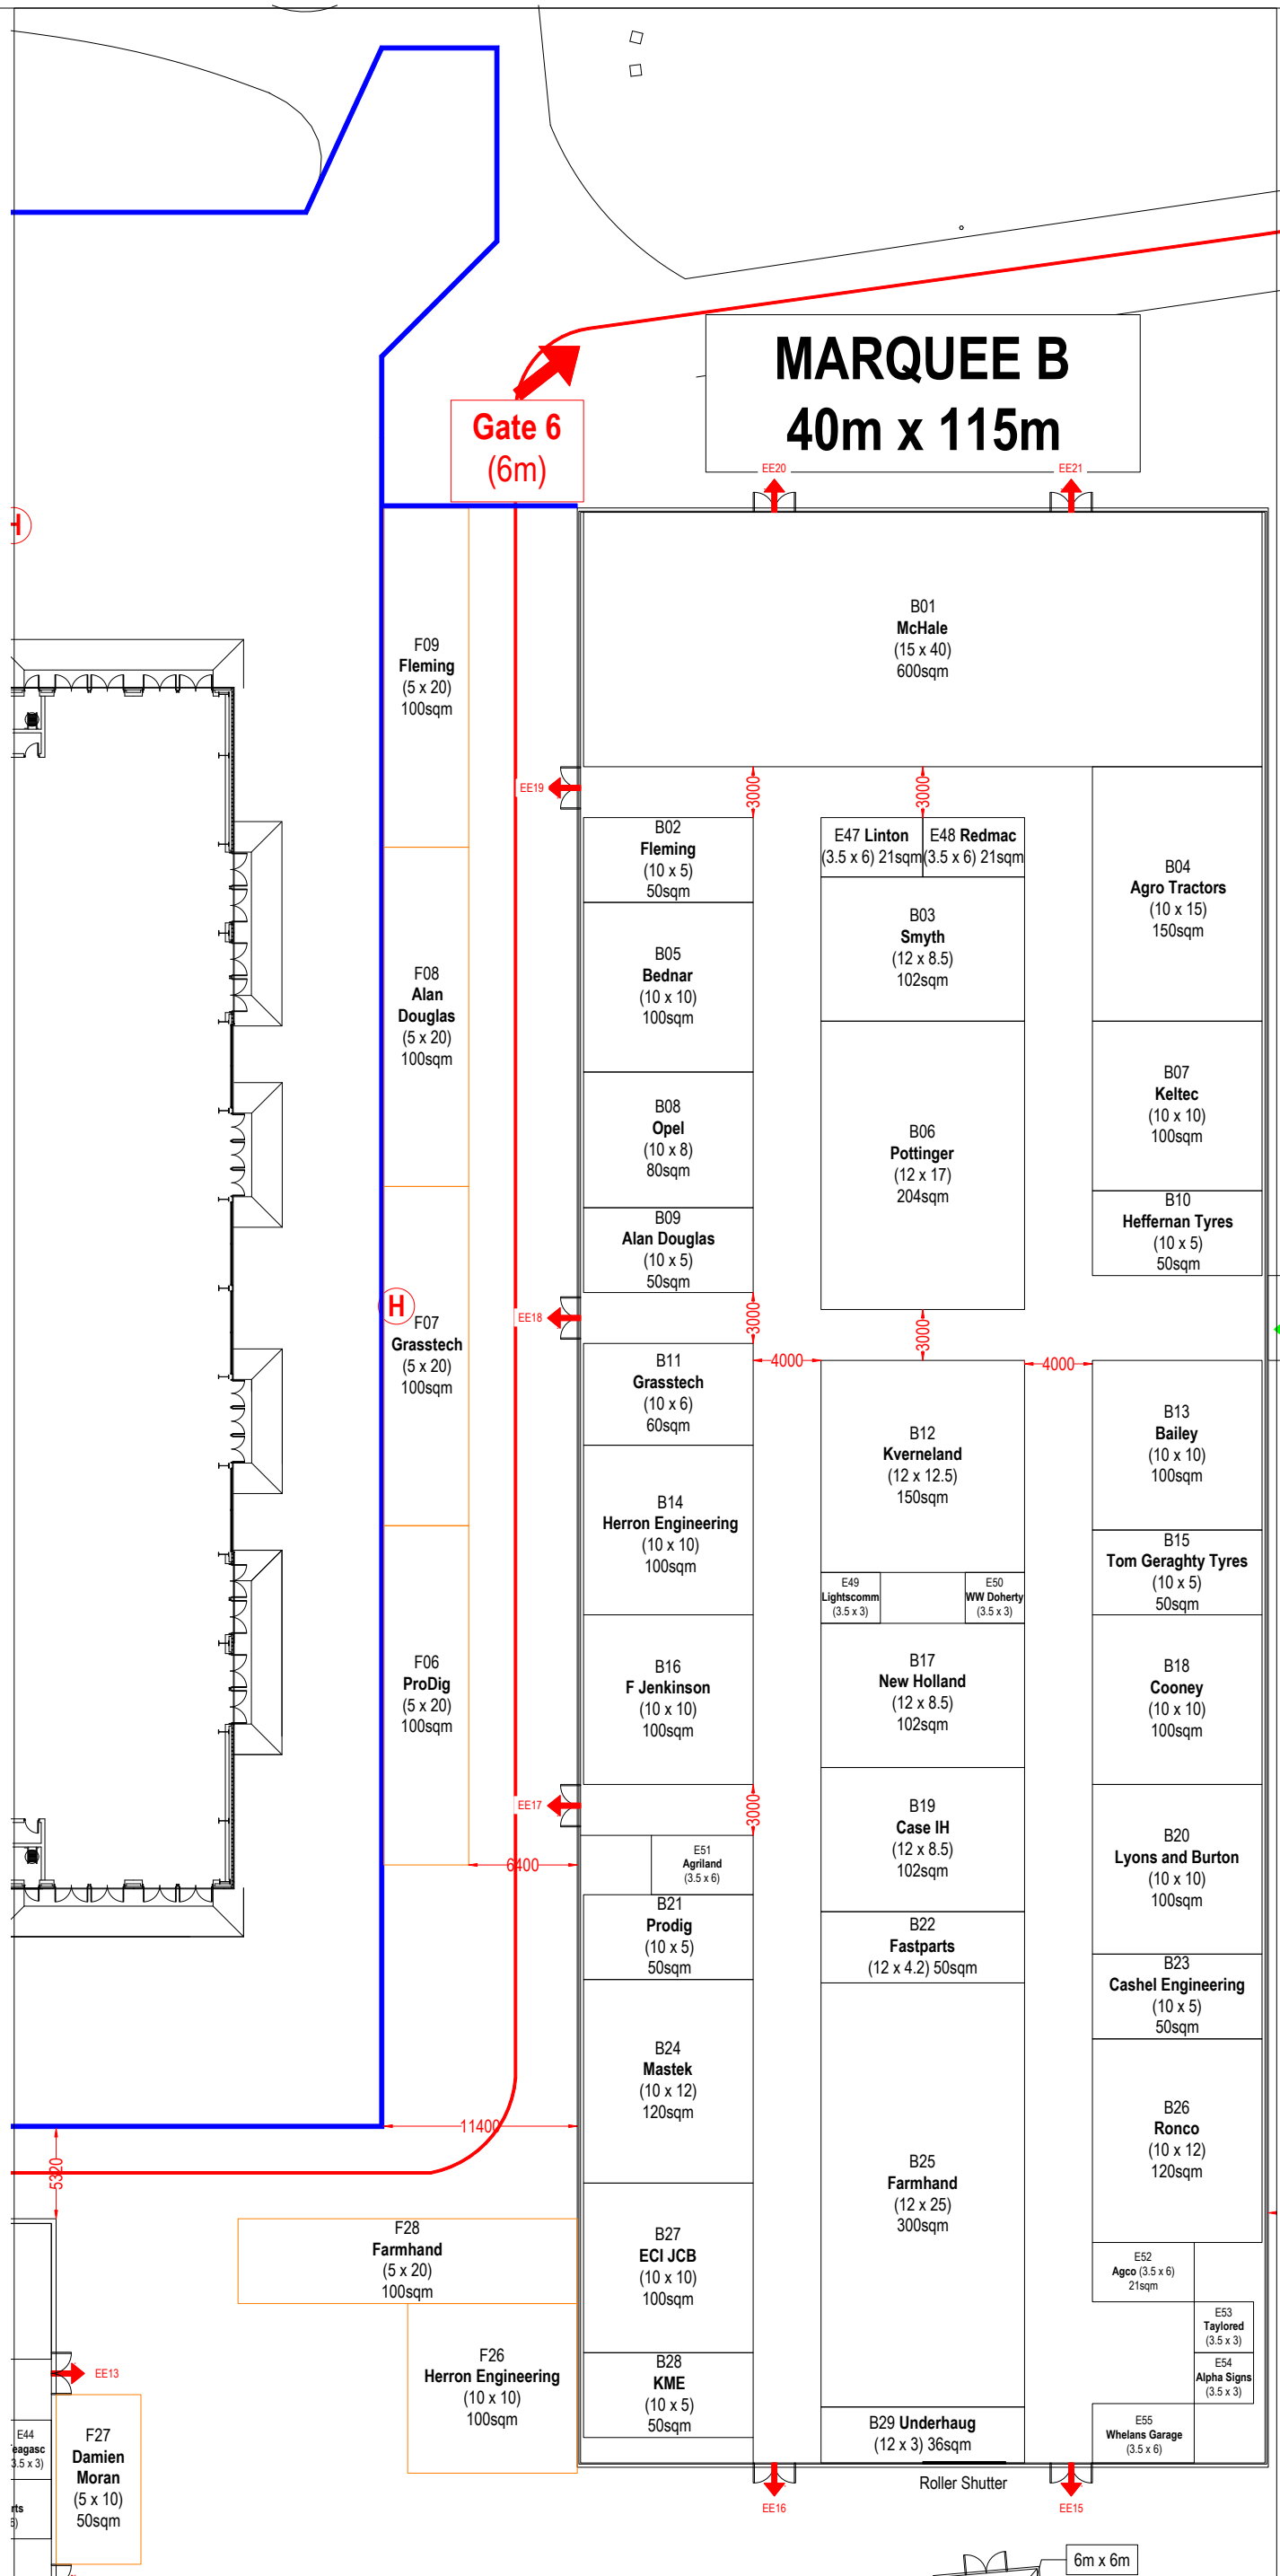 MARQUEE B
40m x 115m
Gate 6
(6m)
EE20
EE21
H
B01
McHale
(15 x 40)
600sqm
F09
Fleming
(5 x 20)
100sqm
EE19
3000
3000
B02
Fleming
(10 x 5)
50sqm
E47 Linton
(3.5 x 6) 21sqm
E48 Redmac
(3.5 x 6) 21sqm
B04
Agro Tractors
(10 x 15)
150sqm
B03
Smyth
(12 x 8.5)
102sqm
B05
Bednar
(10 x 10)
100sqm
F08
Alan
Douglas
(5 x 20)
100sqm
B07
Keltec
(10 x 10)
100sqm
B08
Opel
(10 x 8)
80sqm
B06
Pottinger
(12 x 17)
204sqm
B10
Heffernan Tyres
(10 x 5)
50sqm
B09
Alan Douglas
(10 x 5)
50sqm
H
F07
Grasstech
(5 x 20)
100sqm
EE18
3000
3000
4000
4000
B11
Grasstech
(10 x 6)
60sqm
B12
Kverneland
(12 x 12.5)
150sqm
B13
Bailey
(10 x 10)
100sqm
B14
Herron Engineering
(10 x 10)
100sqm
B15
Tom Geraghty Tyres
(10 x 5)
50sqm
E49
Lightscomm
(3.5 x 3)
E50
WW Doherty
(3.5 x 3)
F06
ProDig
(5 x 20)
100sqm
B16
F Jenkinson
(10 x 10)
100sqm
B17
New Holland
(12 x 8.5)
102sqm
B18
Cooney
(10 x 10)
100sqm
EE17
3000
B19
Case IH
(12 x 8.5)
102sqm
B20
Lyons and Burton
(10 x 10)
100sqm
6400
E51
Agriland
(3.5 x 6)
B21
Prodig
(10 x 5)
50sqm
B22
Fastparts
(12 x 4.2) 50sqm
B23
Cashel Engineering
(10 x 5)
50sqm
B24
Mastek
(10 x 12)
120sqm
B25
Farmhand
(12 x 25)
300sqm
B26
Ronco
(10 x 12)
120sqm
11400
5320
F28
Farmhand
(5 x 20)
100sqm
B27
ECI JCB
(10 x 10)
100sqm
E52
Agco (3.5 x 6)
21sqm
E53
Taylored
(3.5 x 3)
E54
Alpha Signs
(3.5 x 3)
F26
Herron Engineering
(10 x 10)
100sqm
B28
KME
(10 x 5)
50sqm
EE13
B29 Underhaug
(12 x 3) 36sqm
E55
Whelans Garage
(3.5 x 6)
E44
eagasc
3.5 x 3)
F27
Damien
Moran
(5 x 10)
50sqm
rts
Roller Shutter
EE16
EE15
6m x 6m